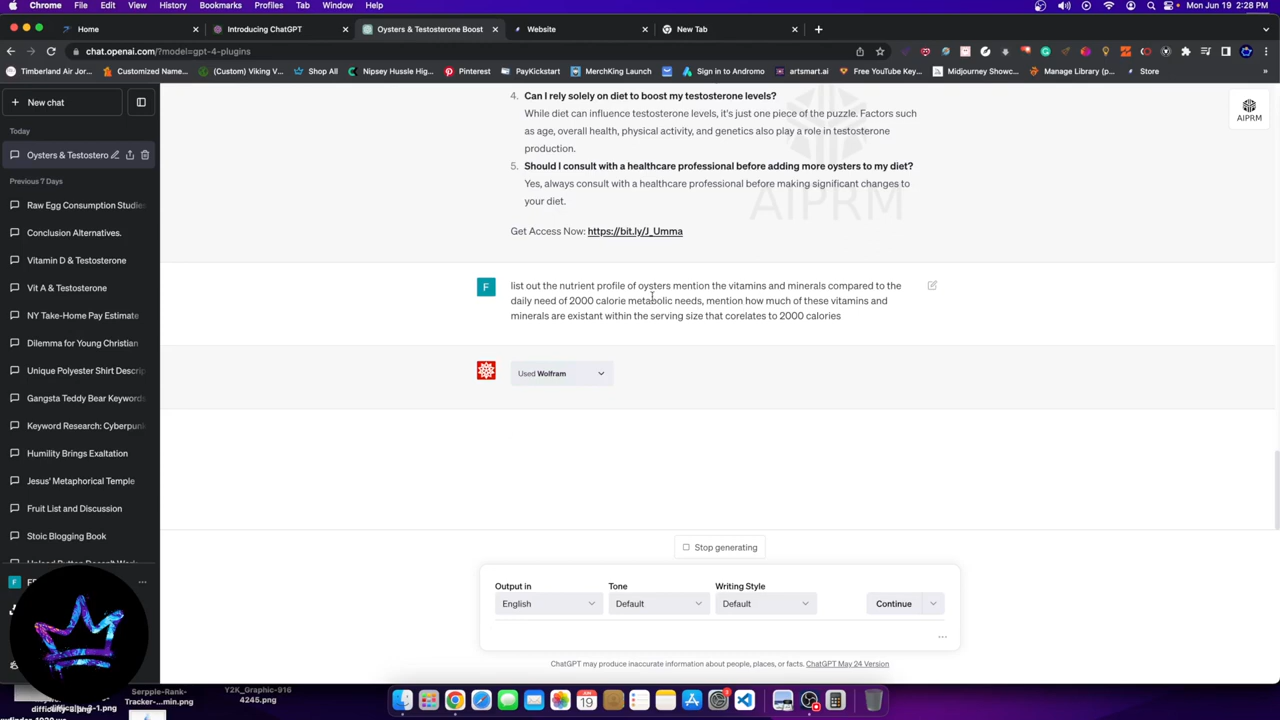 Chrome File Edit View History Bookmarks Profiles Tab Window Help Mon Jun 19 2:28 PM
Home Introducing ChatGPT Oysters & Testosterone Boost Website New Tab
chat.openai.com/?model=gpt-4-plugins
Timberland Air Jor... Customized Name... (Custom) Viking V... Shop All Nipsey Hussle Hig... Pinterest PayKickstart MerchKing Launch Sign in to Andromo artsmart.ai Free YouTube Key... Midjourney Showc... Manage Library (p... Store
New chat
Today
Oysters & Testostero
Previous 7 Days
Raw Egg Consumption Studies
Conclusion Alternatives.
Vitamin D & Testosterone
Vit A & Testosterone
NY Take-Home Pay Estimate
Dilemma for Young Christian
Unique Polyester Shirt Descrip
Gangsta Teddy Bear Keywords
Keyword Research: Cyberpun
Humility Brings Exaltation
Jesus' Metaphorical Temple
Fruit List and Discussion
Stoic Blogging Book
4. Can I rely solely on diet to boost my testosterone levels?
While diet can influence testosterone levels, it's just one piece of the puzzle. Factors such
as age, overall health, physical activity, and genetics also play a role in testosterone
production.
5. Should I consult with a healthcare professional before adding more oysters to my diet?
Yes, always consult with a healthcare professional before making significant changes to
your diet.
AIPRM
Get Access Now: https://bit.ly/J_Umma
AIPRM
F
list out the nutrient profile of oysters mention the vitamins and minerals compared to the
daily need of 2000 calorie metabolic needs, mention how much of these vitamins and
minerals are existant within the serving size that corelates to 2000 calories
Used Wolfram
Stop generating
Output in Tone Writing Style
English Default Default Continue
ChatGPT may produce inaccurate information about people, places, or facts. ChatGPT May 24 Version
F
Serpple-Rank-
Tracker-...min.png
Y2K_Graphic-916
4245.png
JUN
19